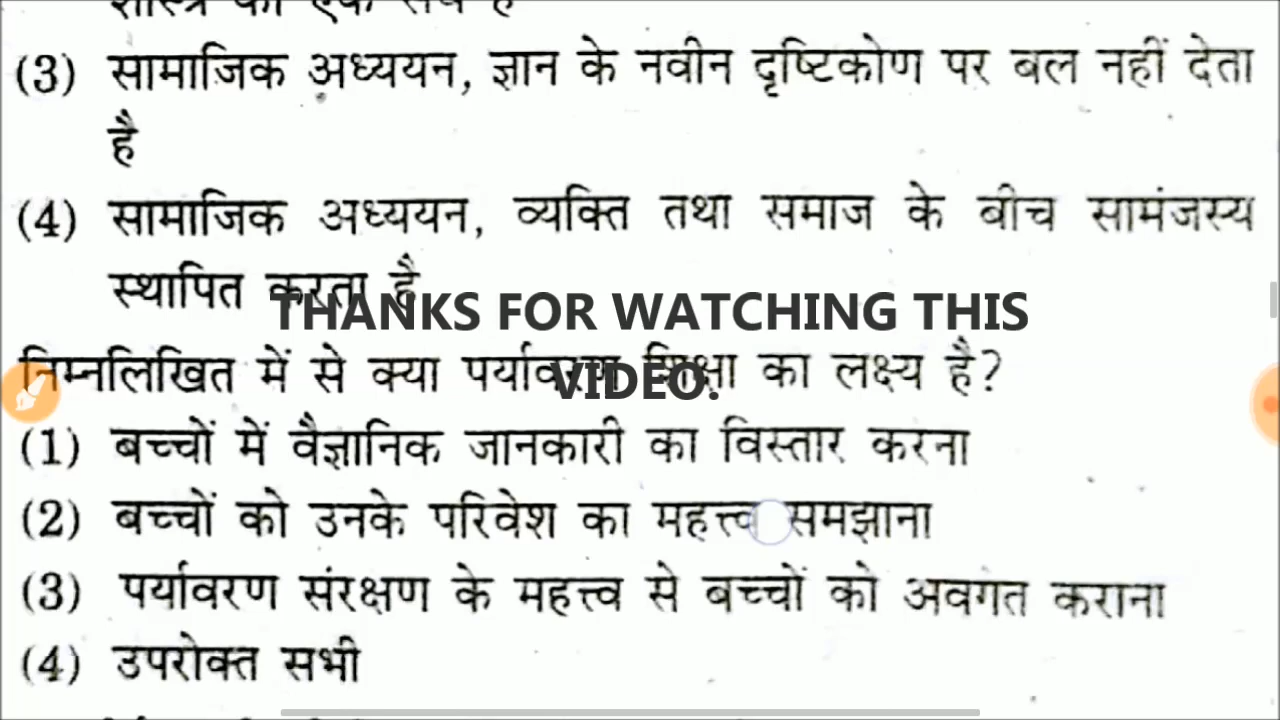 (3) सामाजिक अध्ययन, ज्ञान के नवीन दृष्टिकोण पर बल नहीं देता
है
(4) सामाजिक अध्ययन, व्यक्ति तथा समाज के बीच सामंजस्य
स्थापित करता है
THANKS FOR WATCHING THIS
VIDEO.
निम्नलिखित में से क्या पर्यावरण शिक्षा का लक्ष्य है?
(1) बच्चों में वैज्ञानिक जानकारी का विस्तार करना
(2) बच्चों को उनके परिवेश का महत्त्व समझाना
(3) पर्यावरण संरक्षण के महत्त्व से बच्चों को अवगत कराना
(4) उपरोक्त सभी